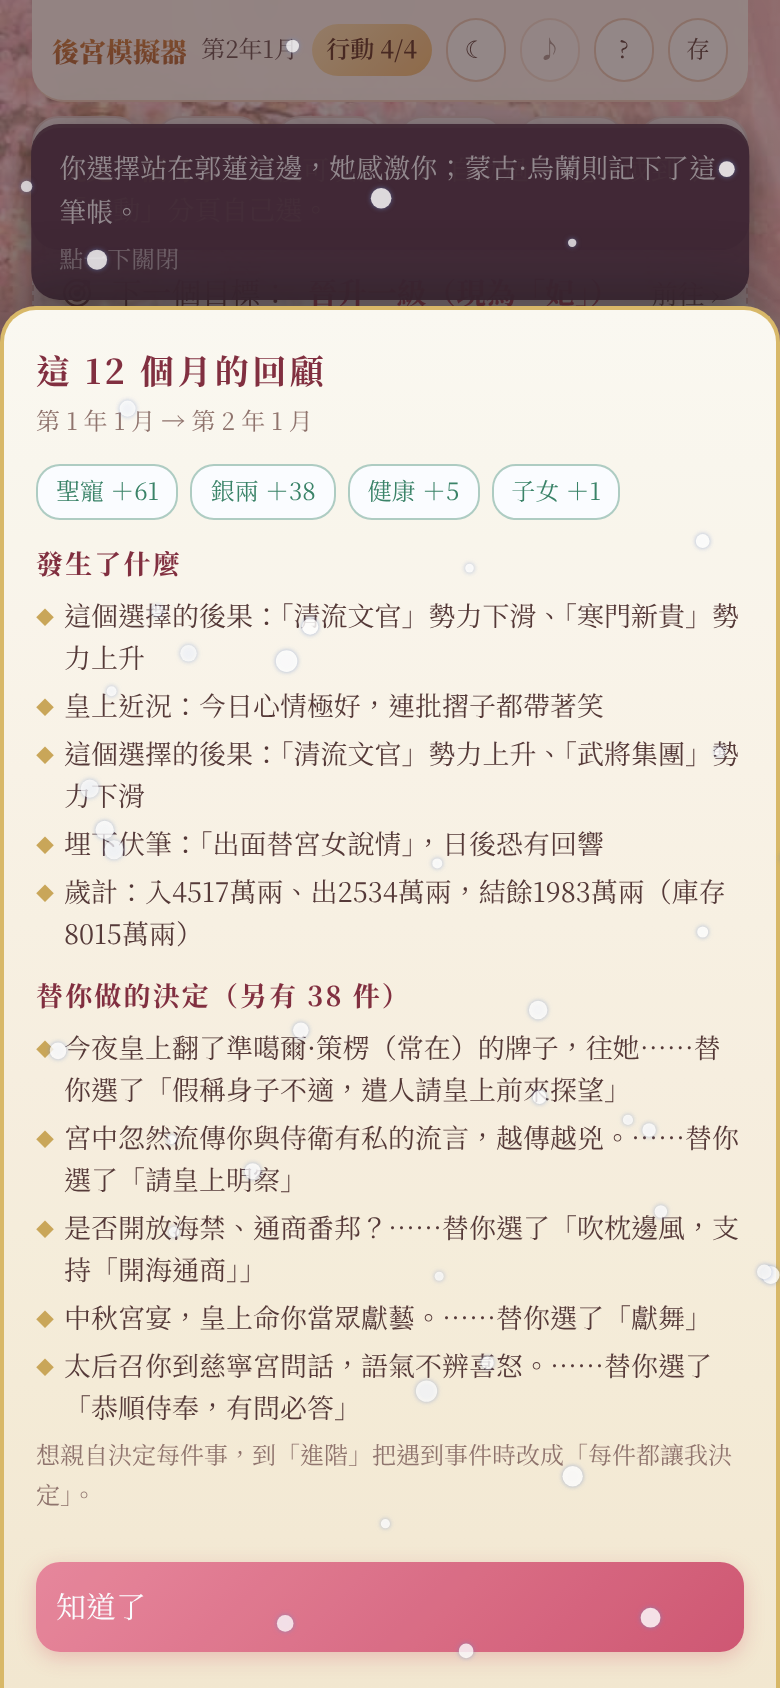 後宮模擬器 第2年1月 行動 4/4 ☾ ♪ ? 存
你選擇站在郭蓮這邊，她感激你；蒙古·烏蘭則記下了這
筆帳。
點一下關閉
這 12 個月的回顧
第 1 年 1 月 → 第 2 年 1 月
聖寵 ＋61 銀兩 ＋38 健康 ＋5 子女 ＋1
發生了什麼
◆ 這個選擇的後果：「清流文官」勢力下滑、「寒門新貴」勢
力上升
◆ 皇上近況：今日心情極好，連批摺子都帶著笑
◆ 這個選擇的後果：「清流文官」勢力上升、「武將集團」勢
力下滑
◆ 埋下伏筆：「出面替宮女說情」，日後恐有回響
◆ 歲計：入4517萬兩、出2534萬兩，結餘1983萬兩（庫存
8015萬兩）
替你做的決定（另有 38 件）
◆ 今夜皇上翻了準噶爾·策楞（常在）的牌子，往她⋯⋯替
你選了「假稱身子不適，遣人請皇上前來探望」
◆ 宮中忽然流傳你與侍衛有私的流言，越傳越兇。⋯⋯替你
選了「請皇上明察」
◆ 是否開放海禁、通商番邦？⋯⋯替你選了「吹枕邊風，支
持「開海通商」」
◆ 中秋宮宴，皇上命你當眾獻藝。⋯⋯替你選了「獻舞」
◆ 太后召你到慈寧宮問話，語氣不辨喜怒。⋯⋯替你選了
「恭順侍奉，有問必答」
想親自決定每件事，到「進階」把遇到事件時改成「每件都讓我決
定」。
知道了